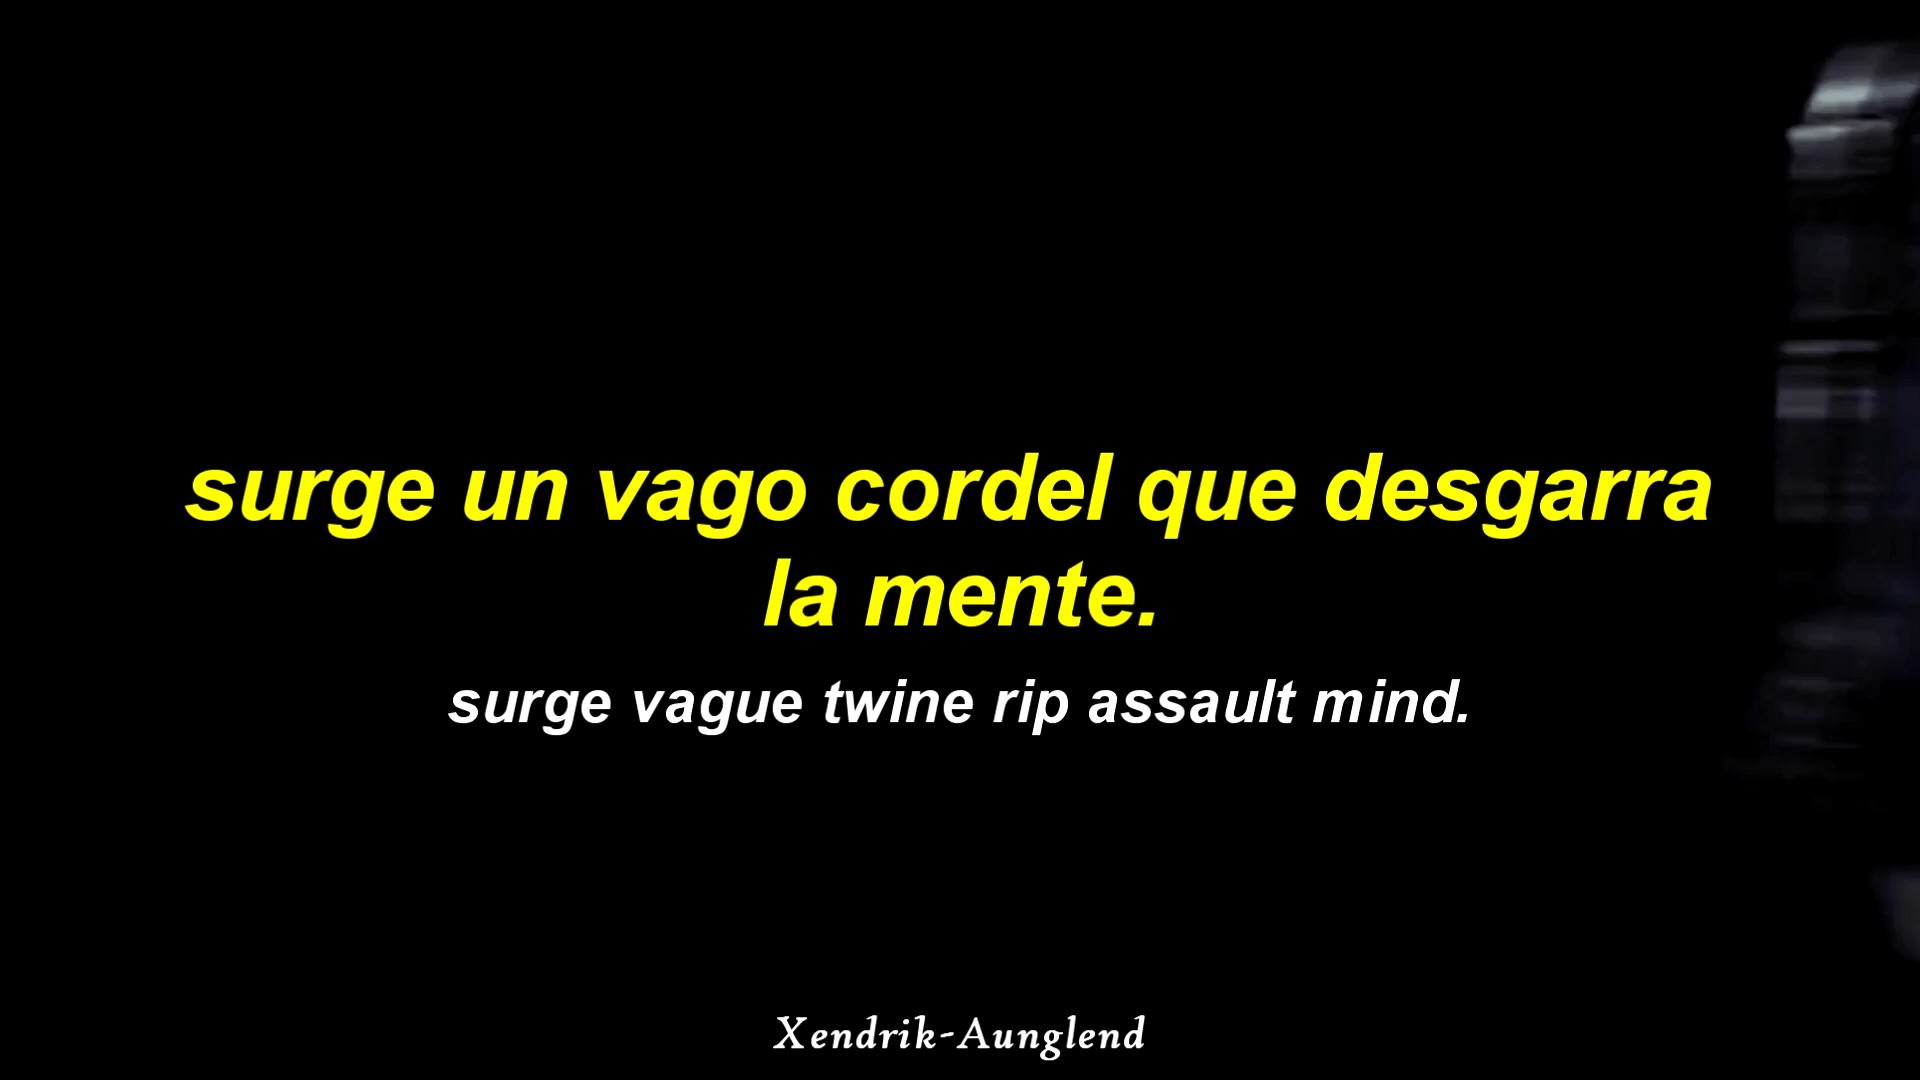 surge un vago cordel que desgarra
la mente.
surge vague twine rip assault mind.
Xendrik-Aunglend